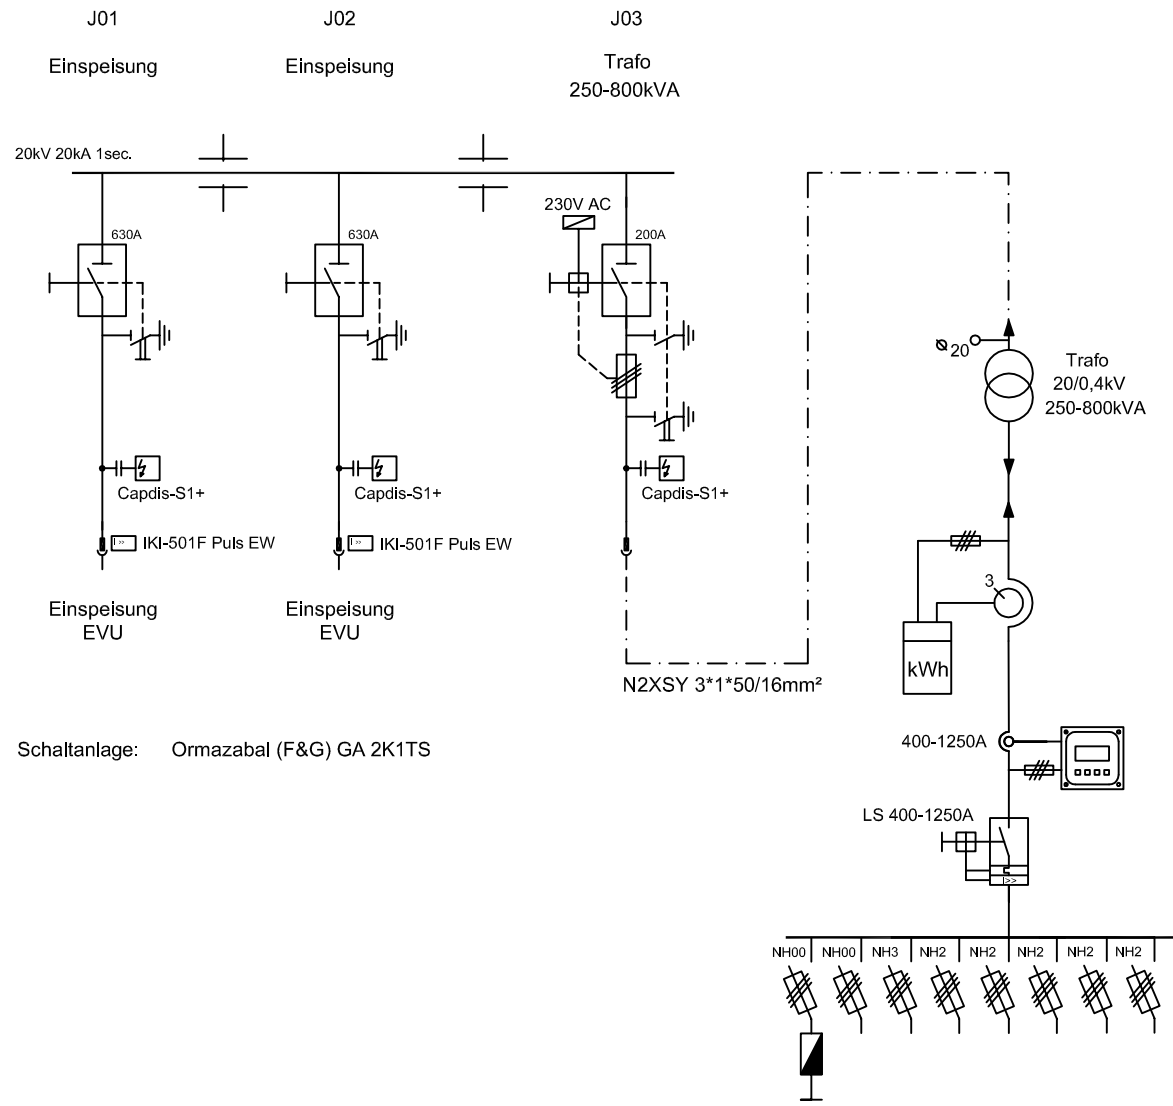 J01
J02
J03
Einspeisung
Einspeisung
Trafo
250-800kVA
20kV 20kA 1sec.
230V AC
630A
630A
200A
20
Trafo
20/0,4kV
250-800kVA
Capdis-S1+
Capdis-S1+
Capdis-S1+
I >> IKI-501F Puls EW
I >> IKI-501F Puls EW
3
Einspeisung
EVU
Einspeisung
EVU
kWh
N2XSY 3*1*50/16mm²
Schaltanlage: Ormazabal (F&G) GA 2K1TS
400-1250A
LS 400-1250A
I>>
NH00 NH00 NH3 NH2 NH2 NH2 NH2 NH2